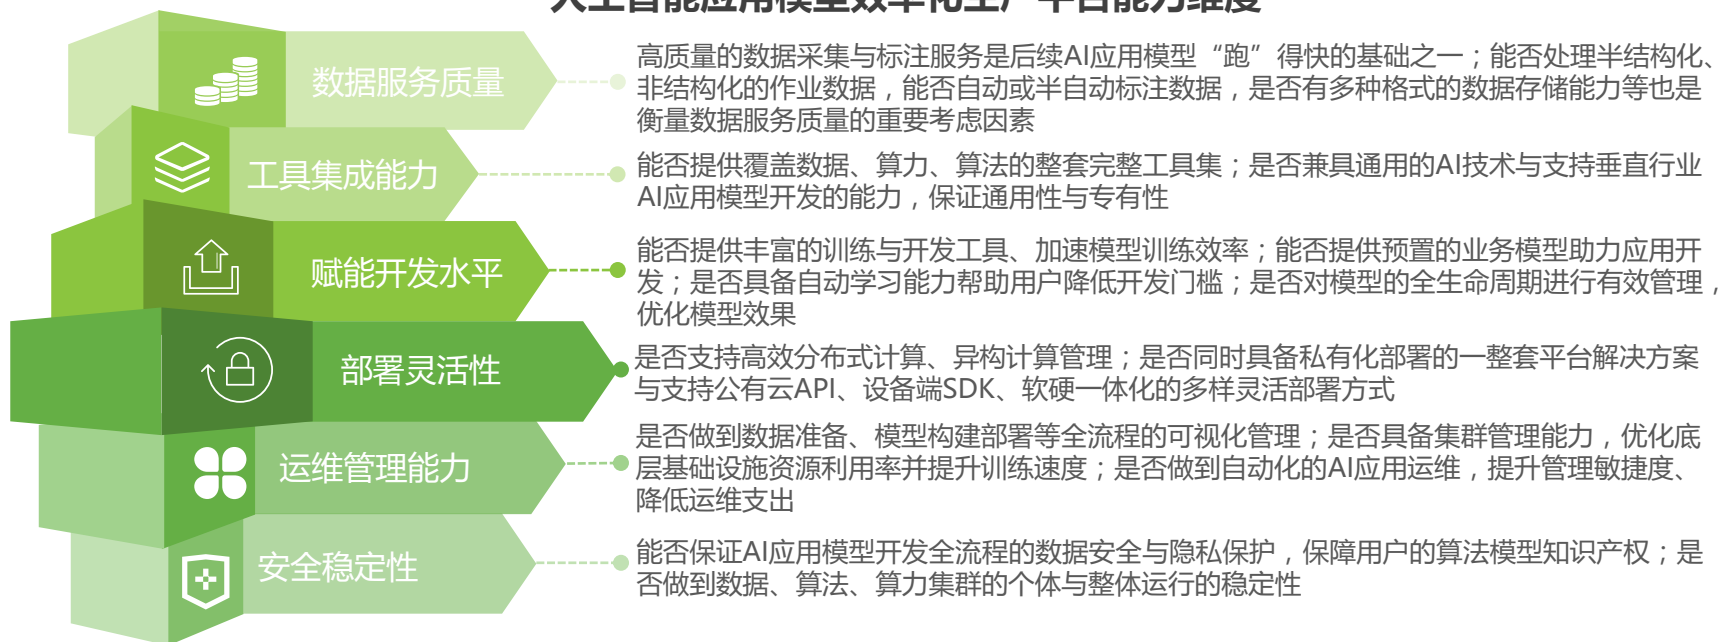 人工智能应用模型效率化生产平台能力维度
数据服务质量
高质量的数据采集与标注服务是后续AI应用模型“跑”得快的基础之一；能否处理半结构化、
非结构化的作业数据，能否自动或半自动标注数据，是否有多种格式的数据存储能力等也是
衡量数据服务质量的重要考虑因素
工具集成能力
能否提供覆盖数据、算力、算法的整套完整工具集；是否兼具通用的AI技术与支持垂直行业
AI应用模型开发的能力，保证通用性与专有性
赋能开发水平
能否提供丰富的训练与开发工具、加速模型训练效率；能否提供预置的业务模型助力应用开
发；是否具备自动学习能力帮助用户降低开发门槛；是否对模型的全生命周期进行有效管理，
优化模型效果
部署灵活性
是否支持高效分布式计算、异构计算管理；是否同时具备私有化部署的一整套平台解决方案
与支持公有云API、设备端SDK、软硬一体化的多样灵活部署方式
运维管理能力
是否做到数据准备、模型构建部署等全流程的可视化管理；是否具备集群管理能力，优化底
层基础设施资源利用率并提升训练速度；是否做到自动化的AI应用运维，提升管理敏捷度、
降低运维支出
安全稳定性
能否保证AI应用模型开发全流程的数据安全与隐私保护，保障用户的算法模型知识产权；是
否做到数据、算法、算力集群的个体与整体运行的稳定性